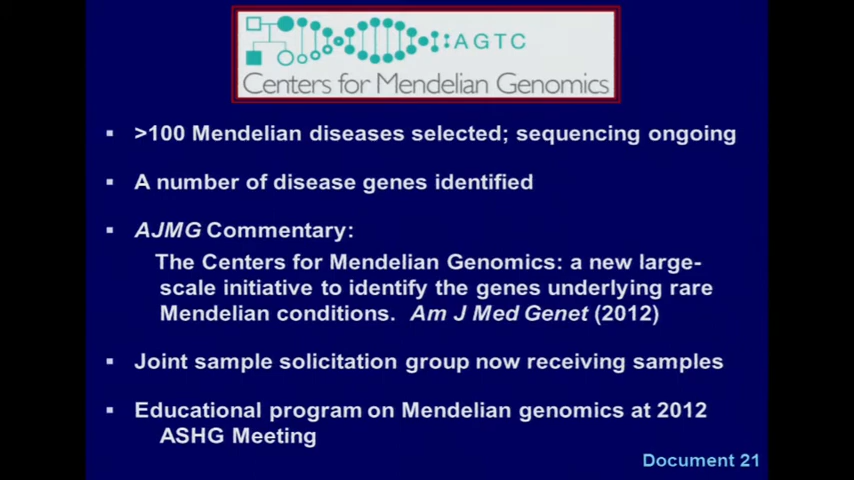 AGTC
Centers for Mendelian Genomics
▪ >100 Mendelian diseases selected; sequencing ongoing
▪ A number of disease genes identified
▪ AJMG Commentary:
The Centers for Mendelian Genomics: a new large-
scale initiative to identify the genes underlying rare
Mendelian conditions. Am J Med Genet (2012)
▪ Joint sample solicitation group now receiving samples
▪ Educational program on Mendelian genomics at 2012
ASHG Meeting
Document 21